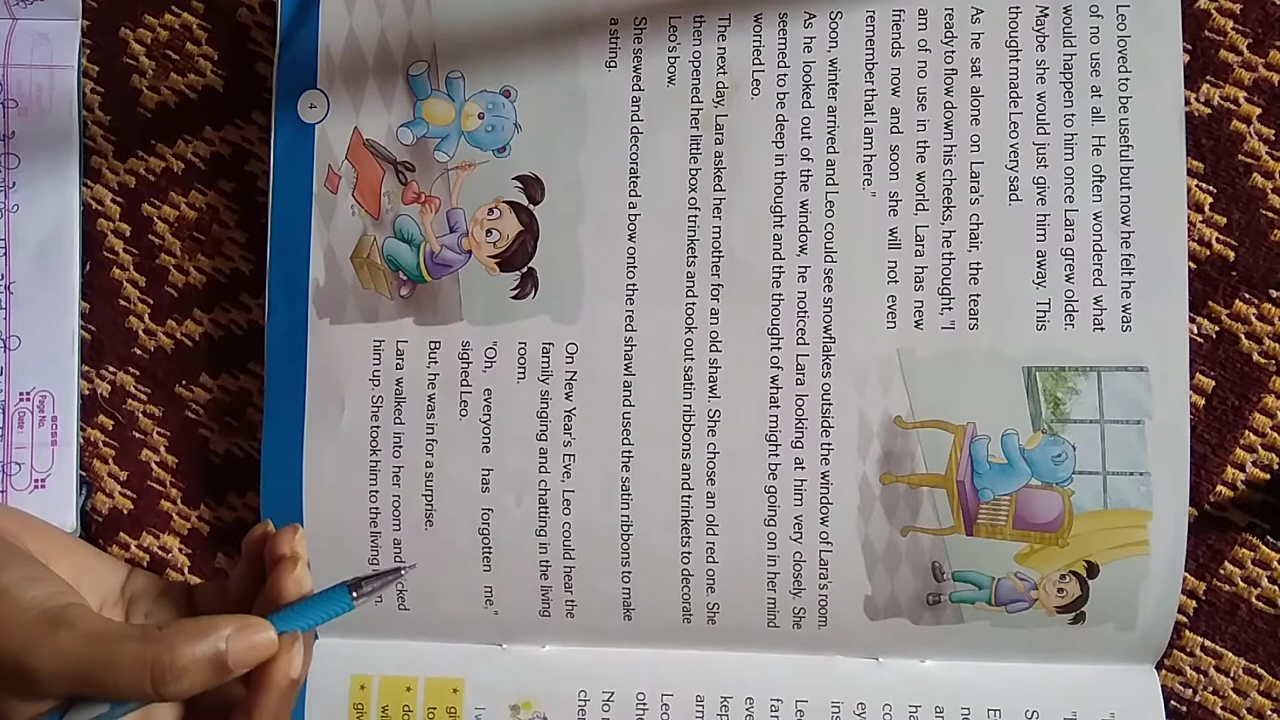 Leo loved to be useful but now he felt he was
of no use at all. He often wondered what
would happen to him once Lara grew older.
Maybe she would just give him away. This
thought made Leo very sad.
As he sat alone on Lara's chair, the tears
ready to flow down his cheeks, he thought, "I
am of no use in the world, Lara has new
friends now and soon she will not even
remember that I am here."
Soon, winter arrived and Leo could see snowflakes outside the window of Lara's room.
As he looked out of the window, he noticed Lara looking at him very closely. She
seemed to be deep in thought and the thought of what might be going on in her mind
worried Leo.
The next day, Lara asked her mother for an old shawl. She chose an old red one. She
then opened her little box of trinkets and took out satin ribbons and trinkets to decorate
Leo's bow.
She sewed and decorated a bow onto the red shawl and used the satin ribbons to make
a string.
On New Year's Eve, Leo could hear the
family singing and chatting in the living
room.
"Oh, everyone has forgotten me,"
sighed Leo.
But, he was in for a surprise.
Lara walked into her room and
him up. She took him to the living
4
Page No.
Date: